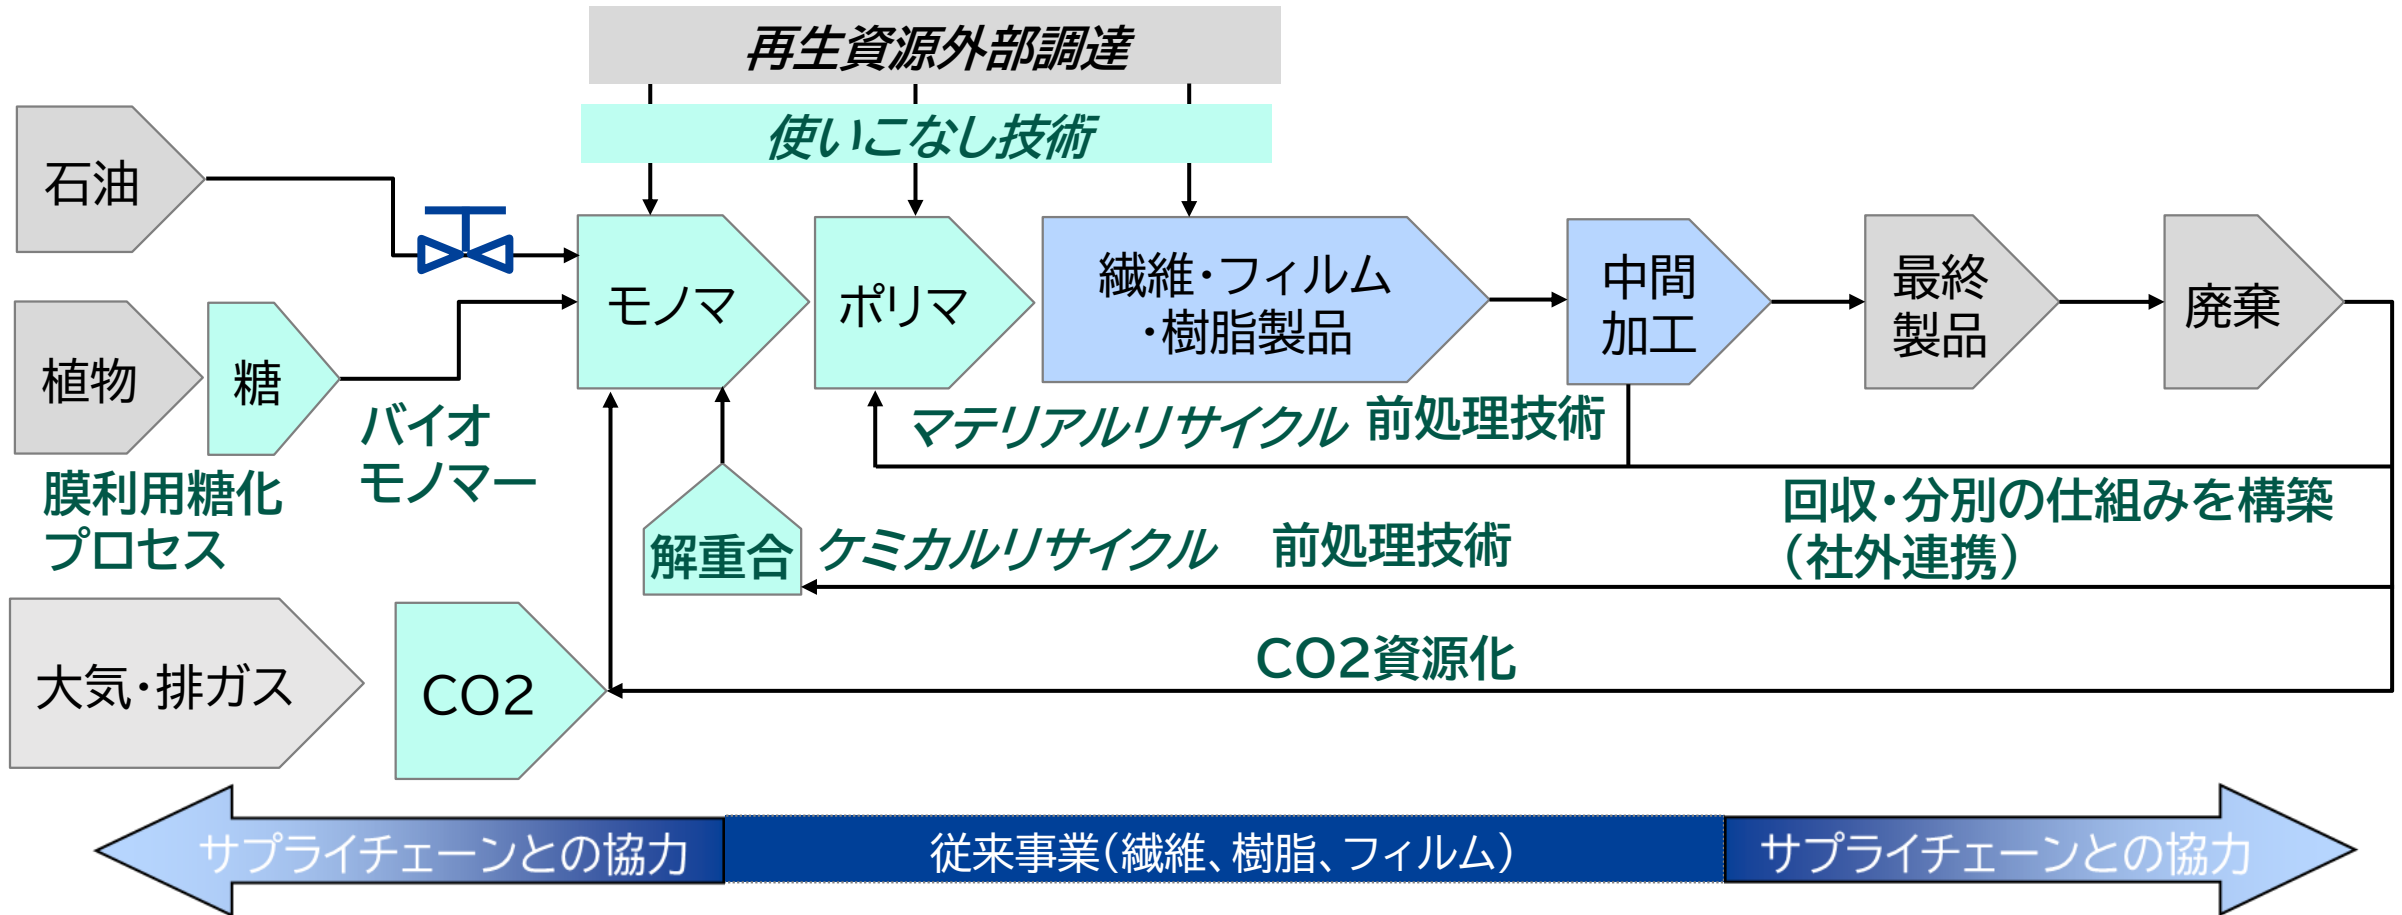 再生資源外部調達
使いこなし技術
石油
モノマ
ポリマ
繊維・フィルム
・樹脂製品
中間
加工
最終
製品
廃棄
植物
糖
バイオ
モノマー
膜利用糖化
プロセス
マテリアルリサイクル 前処理技術
回収・分別の仕組みを構築
（社外連携）
解重合
ケミカルリサイクル 前処理技術
CO2資源化
大気・排ガス
CO2
サプライチェーンとの協力
従来事業（繊維、樹脂、フィルム）
サプライチェーンとの協力